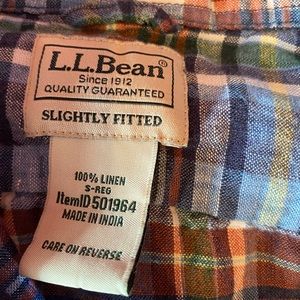 L.L.Bean®
Since 1912
QUALITY GUARANTEED
SLIGHTLY FITTED
100% LINEN
S-REG
ItemID 501964
MADE IN INDIA
CARE ON REVERSE